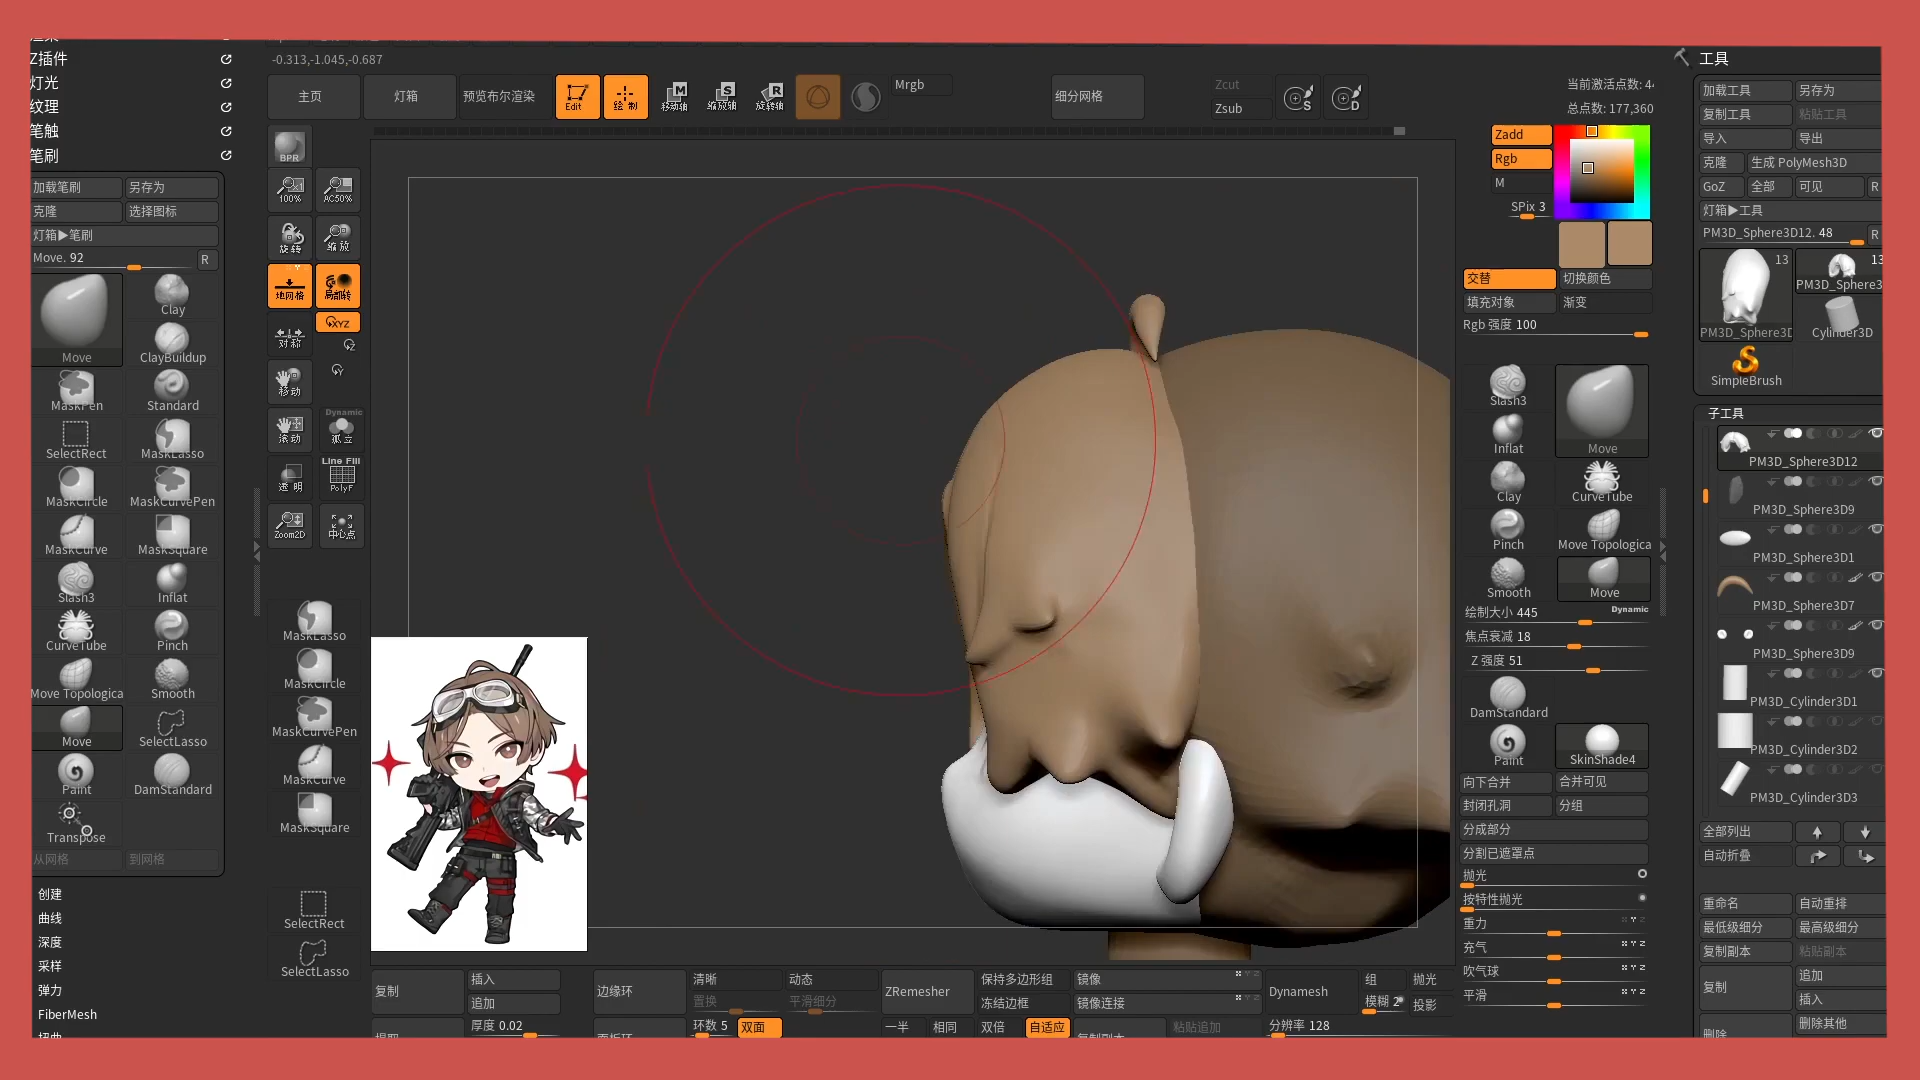 Z插件
灯光
纹理
笔触
笔刷
加载笔刷
另存为
克隆
选择图标
灯箱▶笔刷
Move. 92
R
Move
Clay
ClayBuildup
MaskPen
Standard
SelectRect
MaskLasso
MaskCircle
MaskCurvePen
MaskCurve
MaskSquare
Slash3
Inflat
CurveTube
Pinch
Move Topologica
Smooth
Move
SelectLasso
Paint
DamStandard
Transpose
从网格
到网格
创建
曲线
深度
采样
弹力
FiberMesh
-0.313,-1.045,-0.687
主页
灯箱
预览布尔渲染
Edit
绘制
M
移动轴
S
缩放轴
R
旋转轴
Mrgb
细分网格
Zcut
Zsub
S
D
当前激活点数: 4
总点数: 177,360
BPR
100%
AC50%
旋转
缩放
地网格
局部转
XYZ
对称
移动
Dynamic
滚动
孤立
Line Fill
透明
PolyF
Zoom2D
中心点
MaskLasso
MaskCircle
MaskCurvePen
MaskCurve
MaskSquare
SelectRect
SelectLasso
Zadd
Rgb
M
SPix 3
交替
切换颜色
填充对象
渐变
Rgb 强度 100
Slash3
Inflat
Move
Clay
CurveTube
Pinch
Move Topologica
Smooth
Move
绘制大小 445
Dynamic
焦点衰减 18
Z 强度 51
DamStandard
Paint
SkinShade4
向下合并
合并可见
封闭孔洞
分组
分成部分
分割已遮罩点
抛光
按特性抛光
重力
充气
吹气球
平滑
工具
加载工具
另存为
复制工具
粘贴工具
导入
导出
克隆
生成 PolyMesh3D
GoZ
全部
可见
R
灯箱▶工具
PM3D_Sphere3D12. 48
R
13
13
PM3D_Sphere3D
PM3D_Sphere3
Cylinder3D
SimpleBrush
子工具
PM3D_Sphere3D12
PM3D_Sphere3D9
PM3D_Sphere3D1
PM3D_Sphere3D7
PM3D_Sphere3D9
PM3D_Cylinder3D1
PM3D_Cylinder3D2
PM3D_Cylinder3D3
全部列出
自动折叠
重命名
自动重排
最低级细分
最高级细分
复制副本
粘贴副本
复制
追加
插入
删除
删除其他
复制
插入
追加
厚度 0.02
边缘环
清晰
动态
置换
平滑细分
环数 5
双面
ZRemesher
保持多边形组
冻结边框
一半
相同
双倍
自适应
镜像
镜像连接
粘贴追加
Dynamesh
组
抛光
模糊 2
投影
分辨率 128